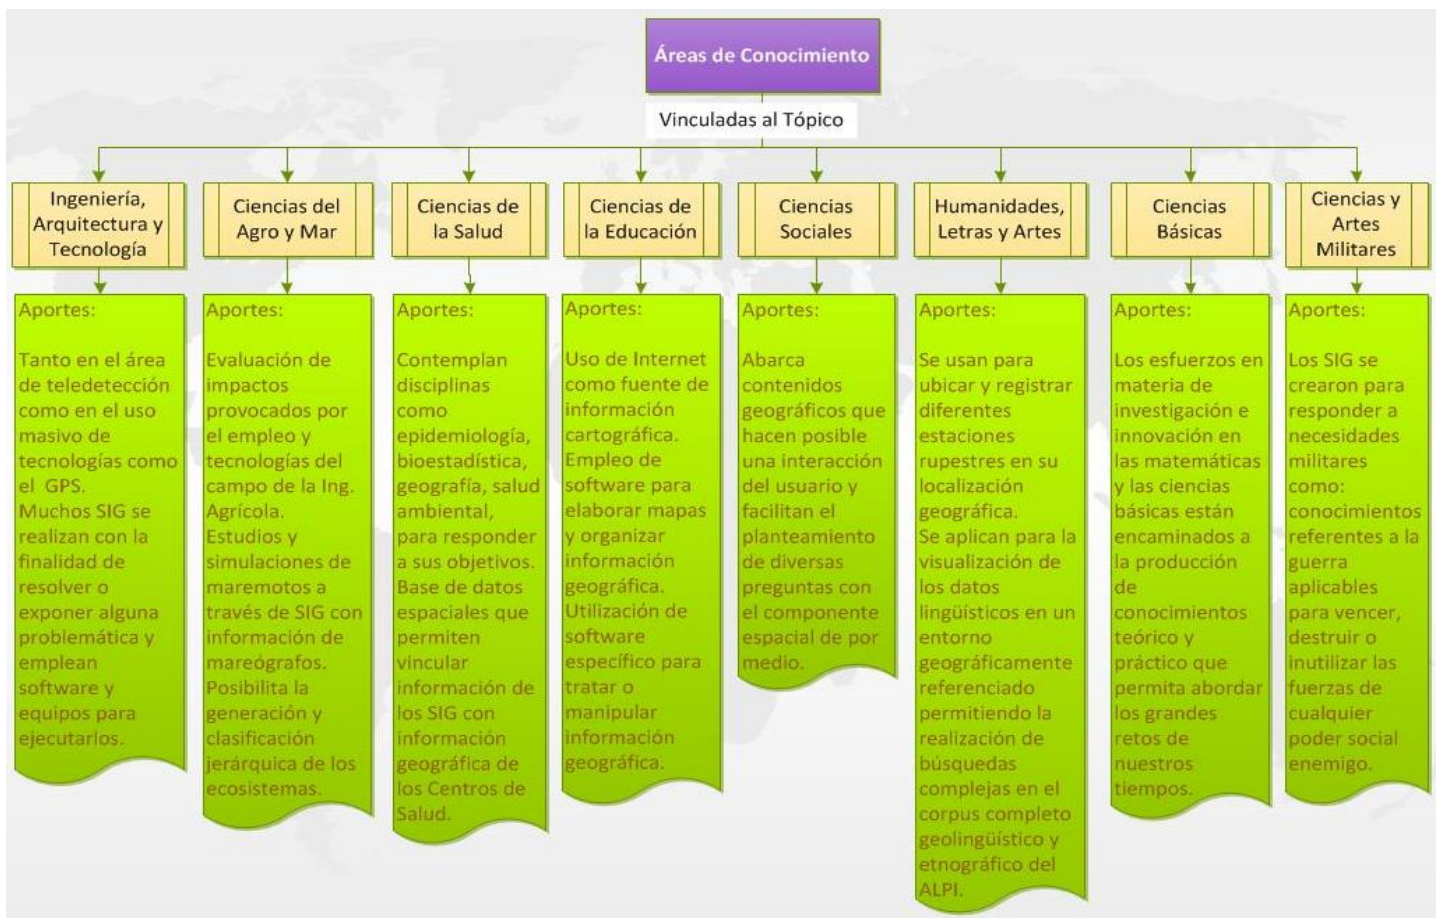 Áreas de Conocimiento
Vinculadas al Tópico
Ingeniería,
Arquitectura y
Tecnología
Aportes:
Tanto en el área
de teledetección
como en el uso
masivo de
tecnologías como
el GPS.
Muchos SIG se
realizan con la
finalidad de
resolver o
exponer alguna
problemática y
emplean
software y
equipos para
ejecutarlos.
Ciencias del
Agro y Mar
Aportes:
Evaluación de
impactos
provocados por
el empleo y
tecnologías del
campo de la Ing.
Agrícola.
Estudios y
simulaciones de
maremotos a
través de SIG con
información de
mareógrafos.
Posibilita la
generación y
clasificación
jerárquica de los
ecosistemas.
Ciencias de
la Salud
Aportes:
Contemplan
disciplinas
como
epidemiología,
bioestadística,
geografía, salud
ambiental,
para responder
a sus objetivos.
Base de datos
espaciales que
permiten
vincular
información de
los SIG con
información
geográfica de
los Centros de
Salud.
Ciencias de
la Educación
Aportes:
Uso de Internet
como fuente de
información
cartográfica.
Empleo de
software para
elaborar mapas
y organizar
información
geográfica.
Utilización de
software
específico para
tratar o
manipular
información
geográfica.
Ciencias
Sociales
Aportes:
Abarca
contenidos
geográficos que
hacen posible
una interacción
del usuario y
facilitan el
planteamiento
de diversas
preguntas con
el componente
espacial de por
medio.
Humanidades,
Letras y Artes
Aportes:
Se usan para
ubicar y registrar
diferentes
estaciones
rupestres en su
localización
geográfica.
Se aplican para la
visualización de
los datos
lingüísticos en un
entorno
geográficamente
referenciado
permitiendo la
realización de
búsquedas
complejas en el
corpus completo
geolingüístico y
etnográfico del
ALPI.
Ciencias
Básicas
Aportes:
Los esfuerzos en
materia de
investigación e
innovación en
las matemáticas
y las ciencias
básicas están
encaminados a
la producción
de
conocimientos
teórico y
práctico que
permita abordar
los grandes
retos de
nuestros
tiempos.
Ciencias y
Artes
Militares
Aportes:
Los SIG se
crearon para
responder a
necesidades
militares
como:
conocimientos
referentes a la
guerra
aplicables
para vencer,
destruir o
inutilizar las
fuerzas de
cualquier
poder social
enemigo.